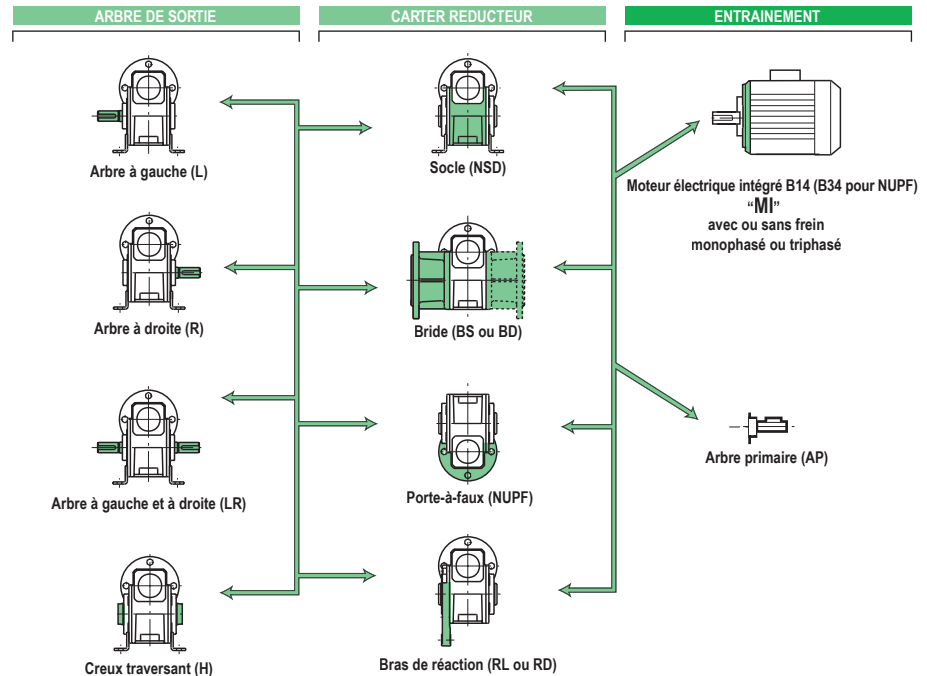 ARBRE DE SORTIE
CARTER REDUCTEUR
ENTRAINEMENT
Arbre à gauche (L)
Socle (NSD)
Moteur électrique intégré B14 (B34 pour NUPF)
“MI”
avec ou sans frein
monophasé ou triphasé
Arbre à droite (R)
Bride (BS ou BD)
Arbre à gauche et à droite (LR)
Porte-à-faux (NUPF)
Arbre primaire (AP)
Creux traversant (H)
Bras de réaction (RL ou RD)